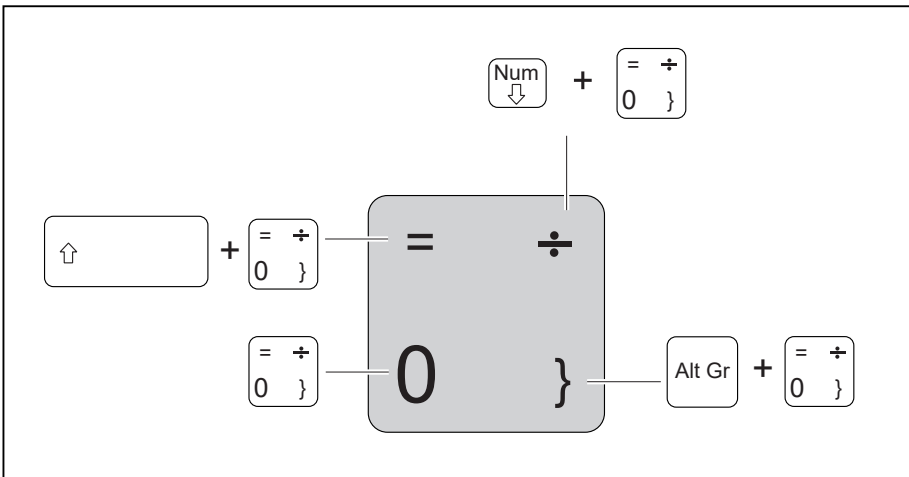 Num + = ÷
0 }
⇧ + = ÷
0 }
= ÷
0 }
= ÷
0 }
Alt Gr + = ÷
0 }